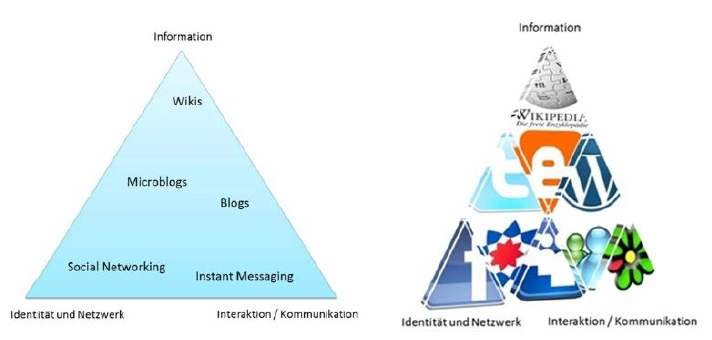 Information
Wikis
Microblogs
Blogs
Social Networking
Instant Messaging
Identität und Netzwerk
Interaktion / Kommunikation
Information
WIKIPEDIA
Die freie Enzyklopädie
Identität und Netzwerk
Interaktion / Kommunikation